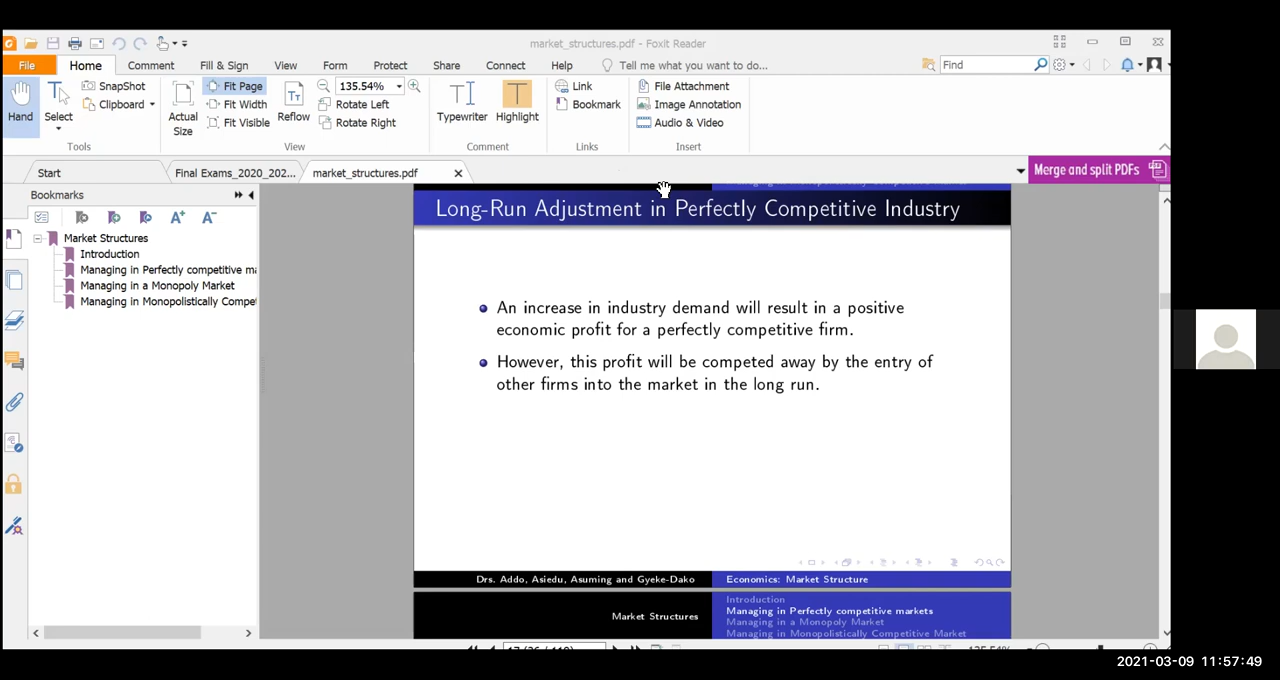 market_structures.pdf - Foxit Reader
File Home Comment Fill & Sign View Form Protect Share Connect Help Tell me what you want to do... Find
Hand
Select
SnapShot
Clipboard
Tools
Actual Size
Fit Page
Fit Width
Fit Visible
Reflow
135.54%
Rotate Left
Rotate Right
View
Typewriter
Highlight
Comment
Link
Bookmark
Links
File Attachment
Image Annotation
Audio & Video
Insert
Start Final Exams_2020_202... market_structures.pdf
Merge and split PDFs
Bookmarks
Market Structures
Introduction
Managing in Perfectly competitive ma
Managing in a Monopoly Market
Managing in Monopolistically Compet
Long-Run Adjustment in Perfectly Competitive Industry
An increase in industry demand will result in a positive
economic profit for a perfectly competitive firm.
However, this profit will be competed away by the entry of
other firms into the market in the long run.
Drs. Addo, Asiedu, Asuming and Gyeke-Dako Economics: Market Structure
Market Structures
Introduction
Managing in Perfectly competitive markets
Managing in a Monopoly Market
Managing in Monopolistically Competitive Market
2021-03-09 11:57:49